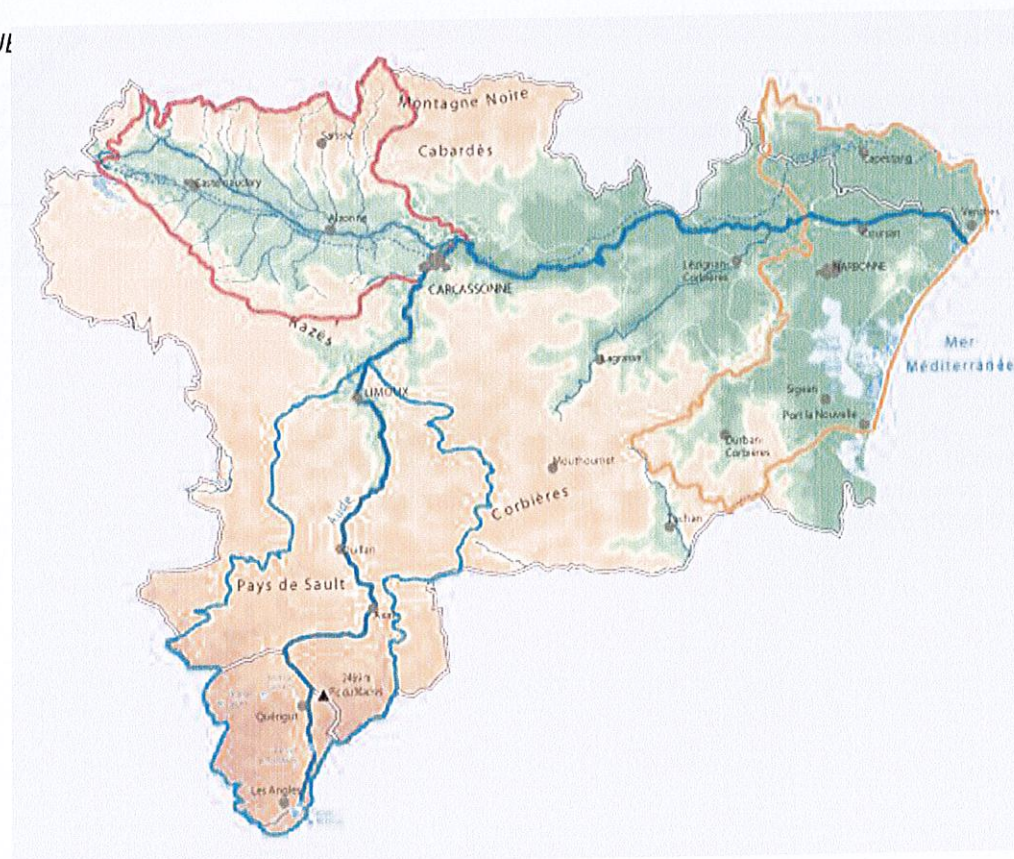 Montagne Noire
Cabardès
Saissac
Castelnaudary
Alzonne
Capestang
Vendres
Coursan
Lézignan-
Corbières
NARBONNE
CARCASSONNE
Razès
Mer
Méditerranée
Lagrasse
LIMOUX
Sigean
Port la Nouvelle
Durban-
Corbières
Mouthoumet
Corbières
Aude
Quillan
Tuchan
Pays de Sault
Axat
Quérigut
Les Angles